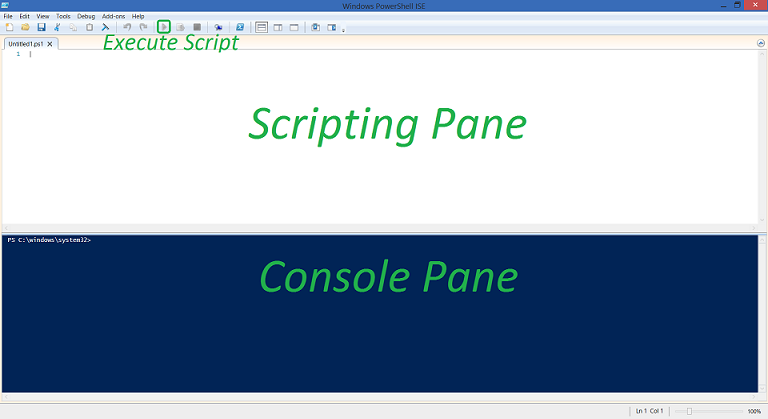 Windows PowerShell ISE
File Edit View Tools Debug Add-ons Help
Execute Script
Untitled1.ps1 X
1
Scripting Pane
PS C:\windows\system32>
Console Pane
Ln 1 Col 1
100%